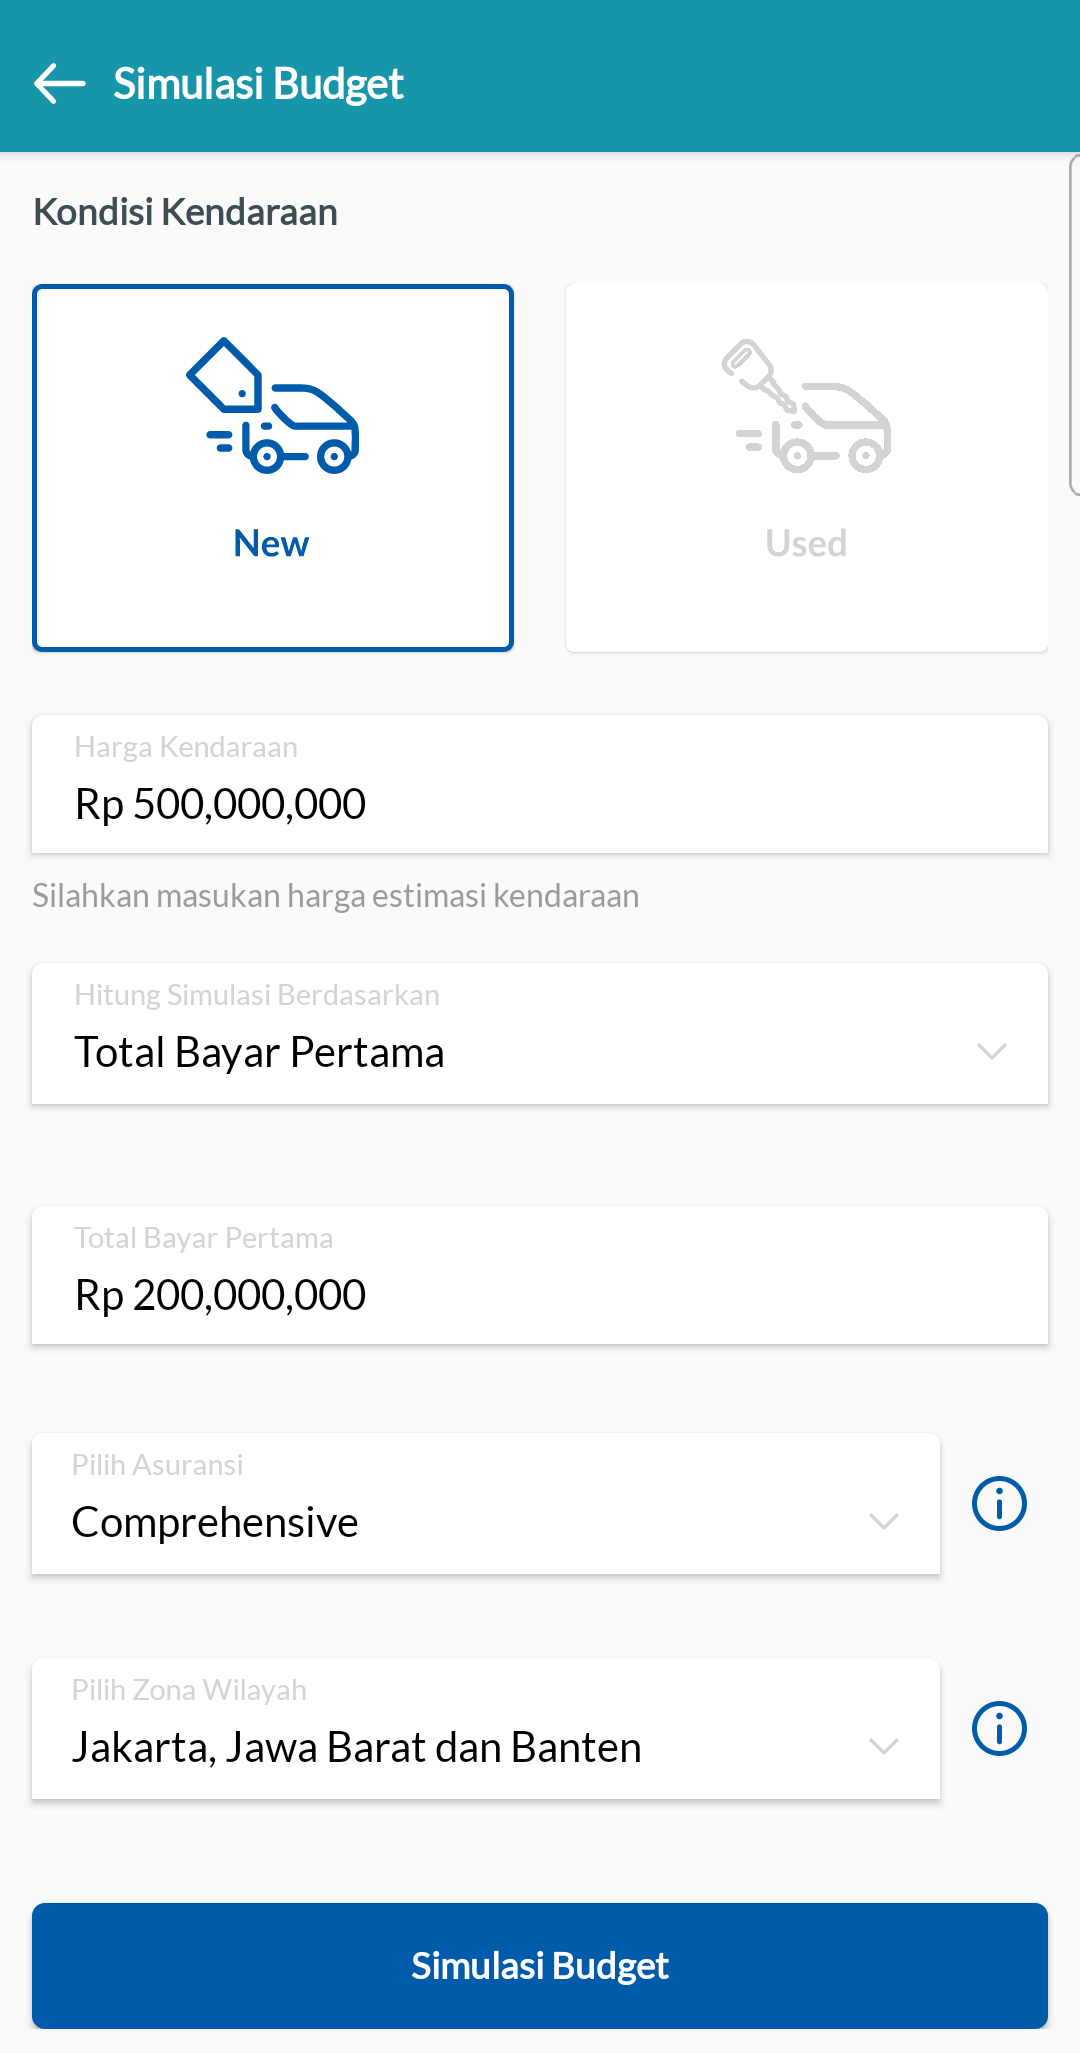 Simulasi Budget
Kondisi Kendaraan
New
Used
Harga Kendaraan
Rp 500,000,000
Silahkan masukan harga estimasi kendaraan
Hitung Simulasi Berdasarkan
Total Bayar Pertama
Total Bayar Pertama
Rp 200,000,000
Pilih Asuransi
Comprehensive
Pilih Zona Wilayah
Jakarta, Jawa Barat dan Banten
Simulasi Budget